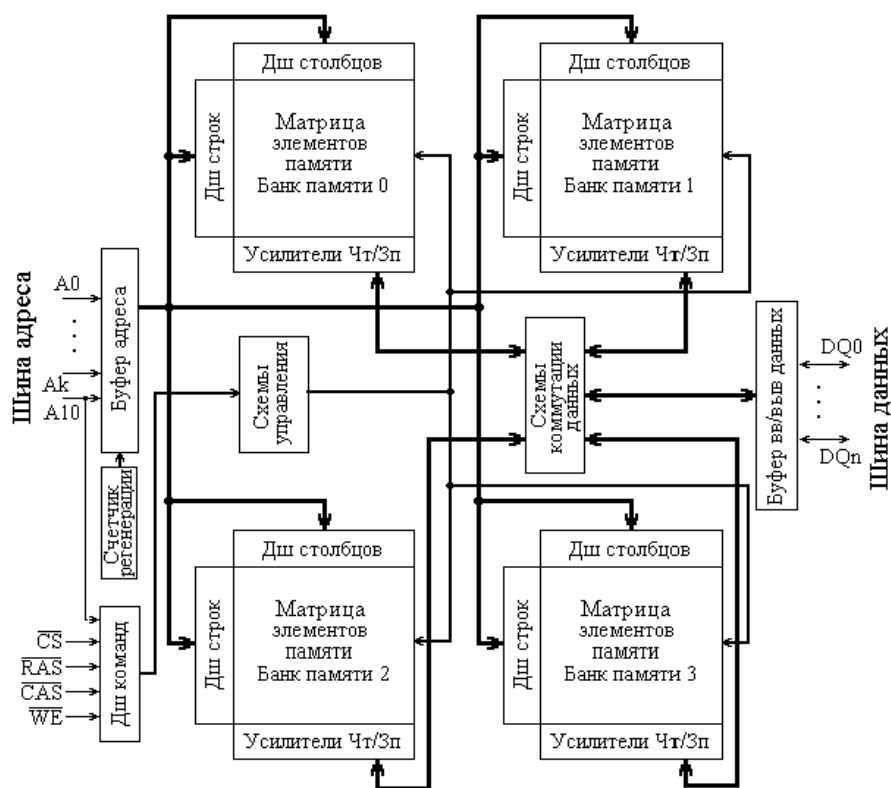 Дш столбцов
Дш строк
Матрица
элементов
памяти
Банк памяти 0
Усилители Чт/Зп
Дш столбцов
Дш строк
Матрица
элементов
памяти
Банк памяти 1
Усилители Чт/Зп
Шина адреса
A0
Ak
A10
Буфер адреса
Счетчик
регенерации
Схемы
управления
Схемы
коммутации
данных
Буфер вв/выв данных
DQ0
DQn
Шина данных
CS
RAS
CAS
WE
Дш команд
Дш столбцов
Дш строк
Матрица
элементов
памяти
Банк памяти 2
Усилители Чт/Зп
Дш столбцов
Дш строк
Матрица
элементов
памяти
Банк памяти 3
Усилители Чт/Зп